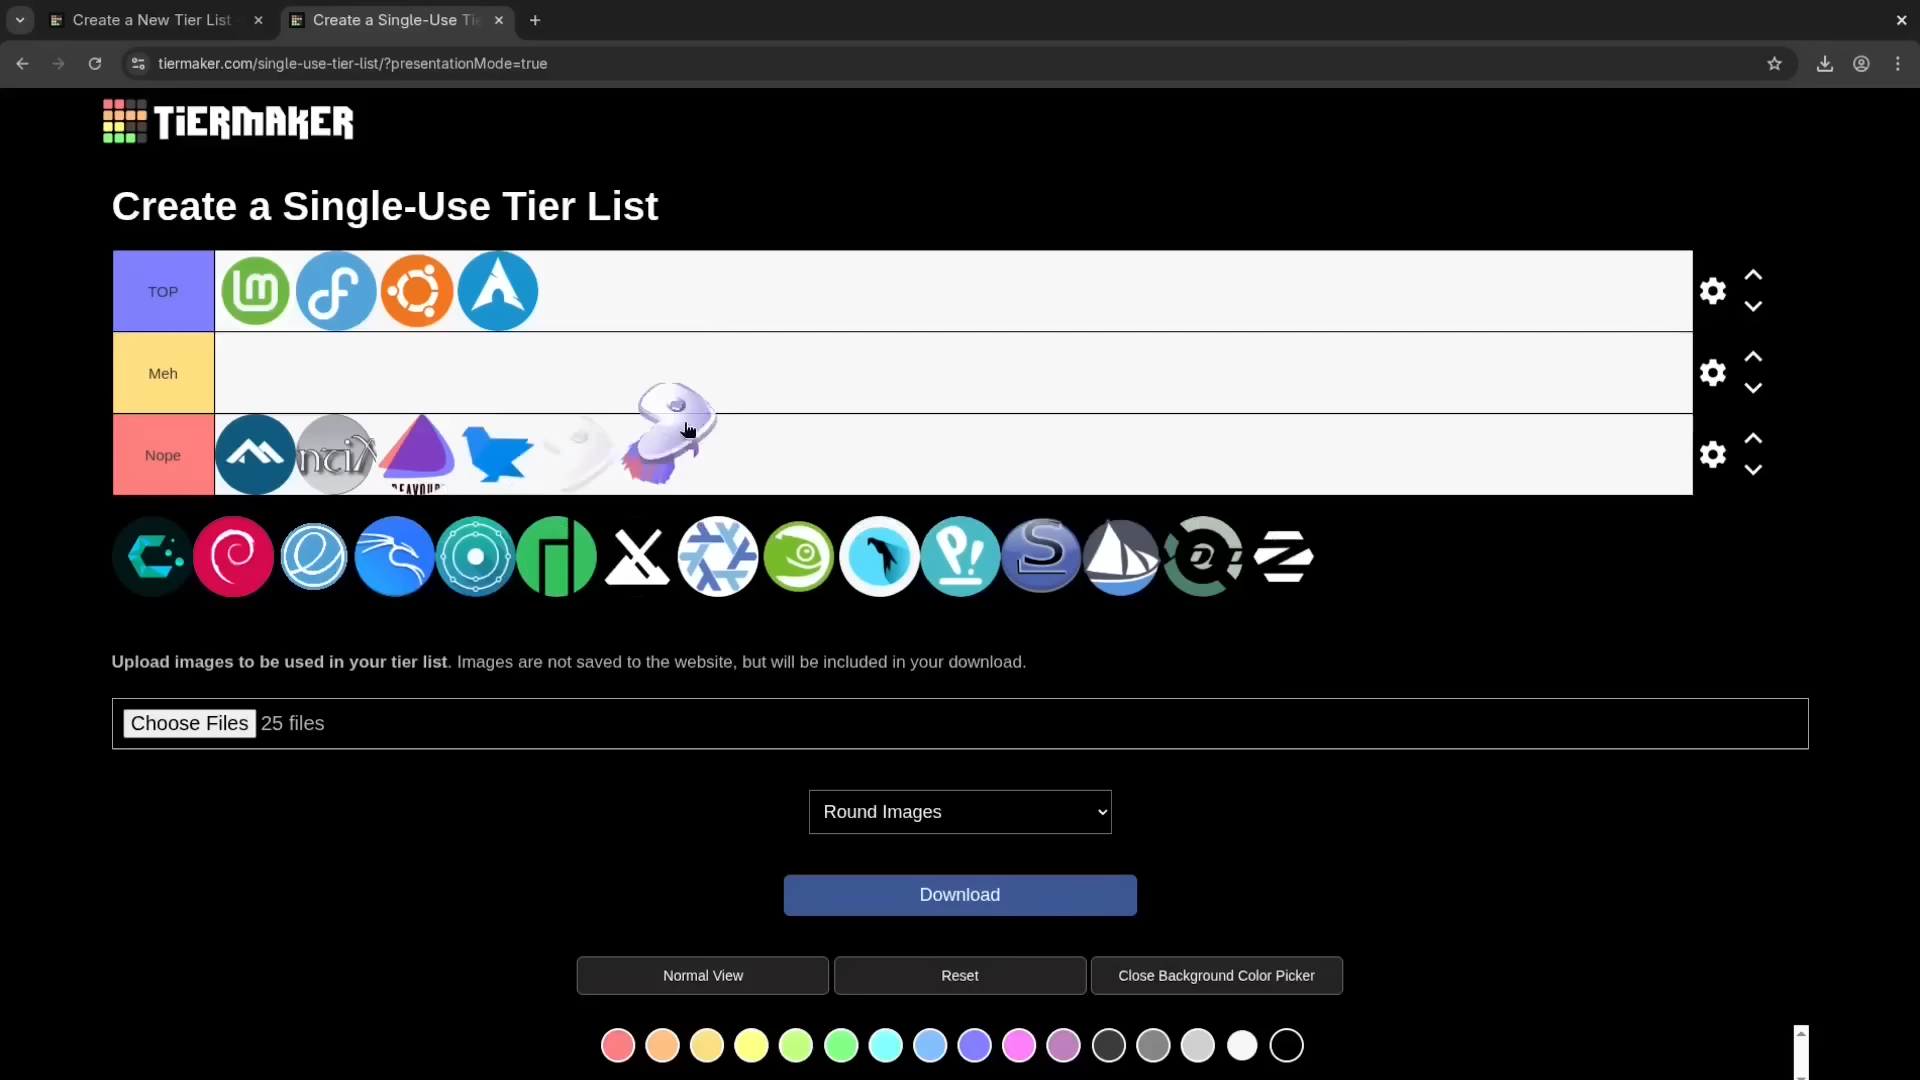 Create a New Tier List
Create a Single-Use Tie
tiermaker.com/single-use-tier-list/?presentationMode=true
TiERMAKER
Create a Single-Use Tier List
TOP
Meh
Nope
Upload images to be used in your tier list. Images are not saved to the website, but will be included in your download.
Choose Files 25 files
Round Images
Download
Normal View
Reset
Close Background Color Picker